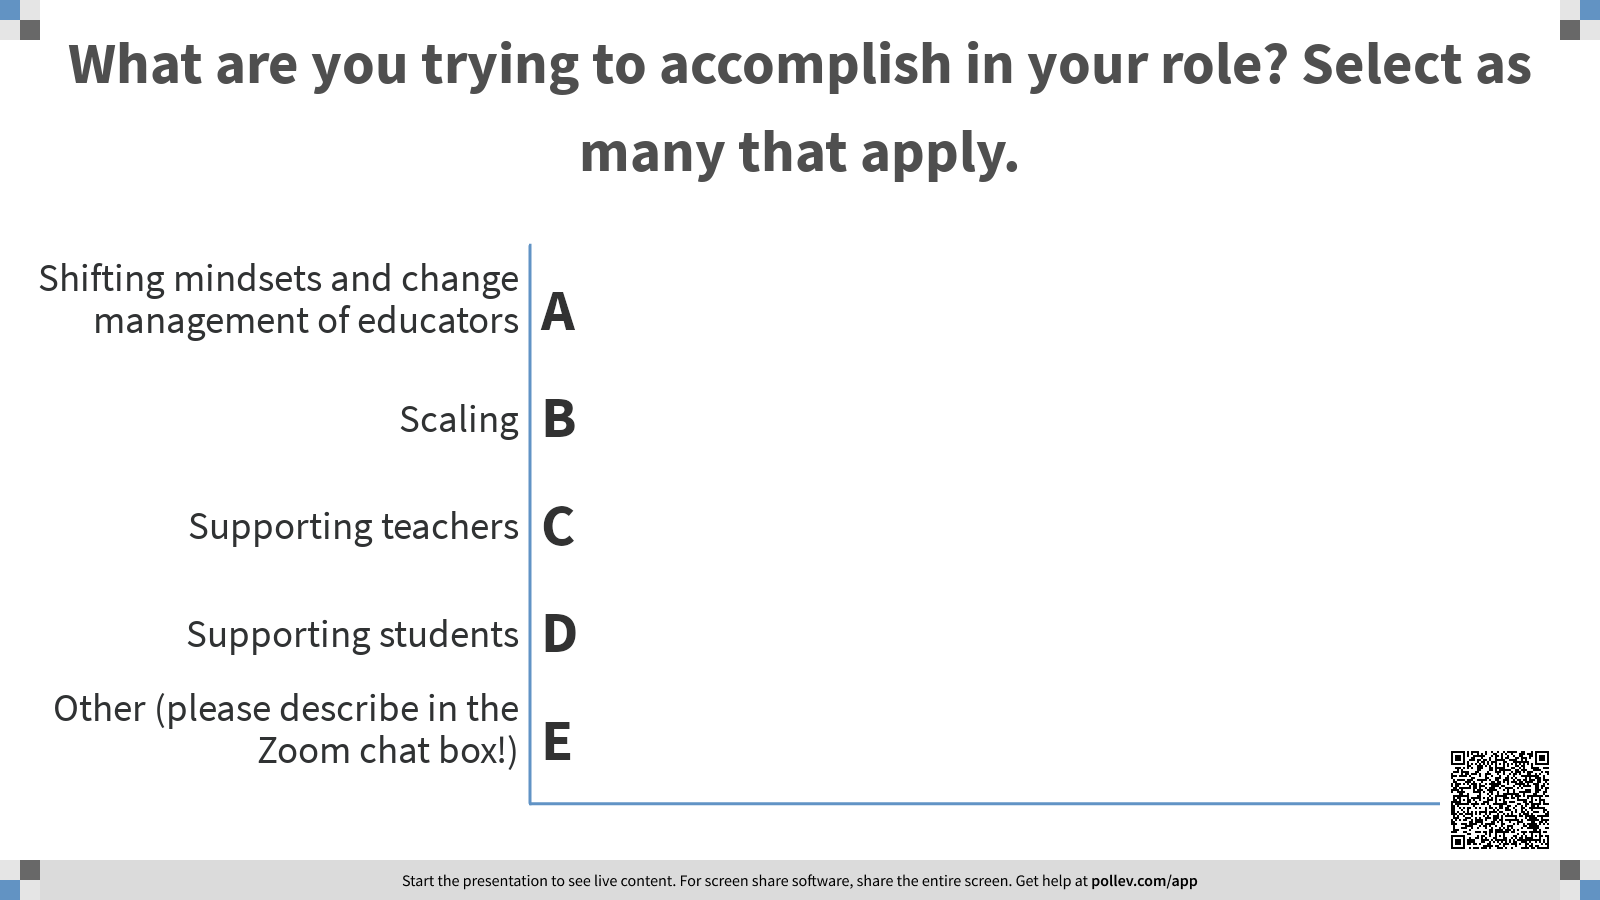 What are you trying to accomplish in your role? Select as
many that apply.
Shifting mindsets and change
management of educators
A
Scaling
B
Supporting teachers
C
Supporting students
D
Other (please describe in the
Zoom chat box!)
E
Start the presentation to see live content. For screen share software, share the entire screen. Get help at pollev.com/app